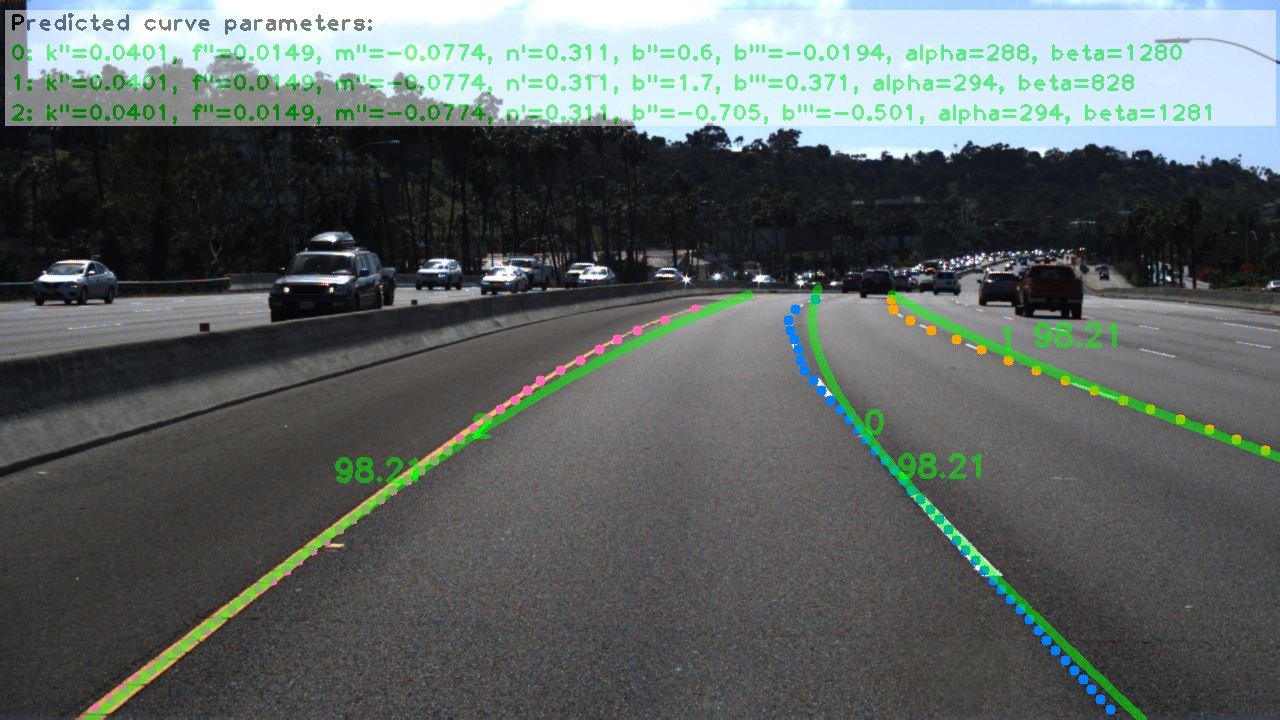 Predicted curve parameters:
0: k''=0.0401, f''=0.0149, m''=-0.0774, n'=0.311, b''=0.6, b'''=-0.0194, alpha=288, beta=1280
1: k''=0.0401, f''=0.0149, m''=-0.0774, n'=0.311, b''=1.7, b'''=0.371, alpha=294, beta=828
2: k''=0.0401, f''=0.0149, m''=-0.0774, n'=0.311, b''=-0.705, b'''=-0.501, alpha=294, beta=1281
1 98.21
2
0
98.21
98.21